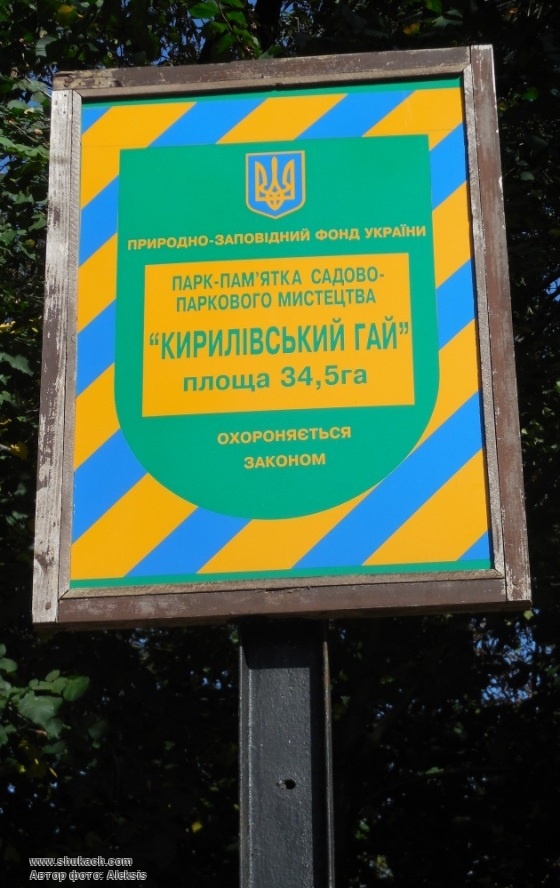 ПРИРОДНО-ЗАПОВІДНИЙ ФОНД УКРАЇНИ
ПАРК-ПАМ'ЯТКА САДОВО-
ПАРКОВОГО МИСТЕЦТВА
“КИРИЛІВСЬКИЙ ГАЙ”
площа 34,5га
ОХОРОНЯЄТЬСЯ
ЗАКОНОМ
www.shukach.com
Автор фото: Aleksis